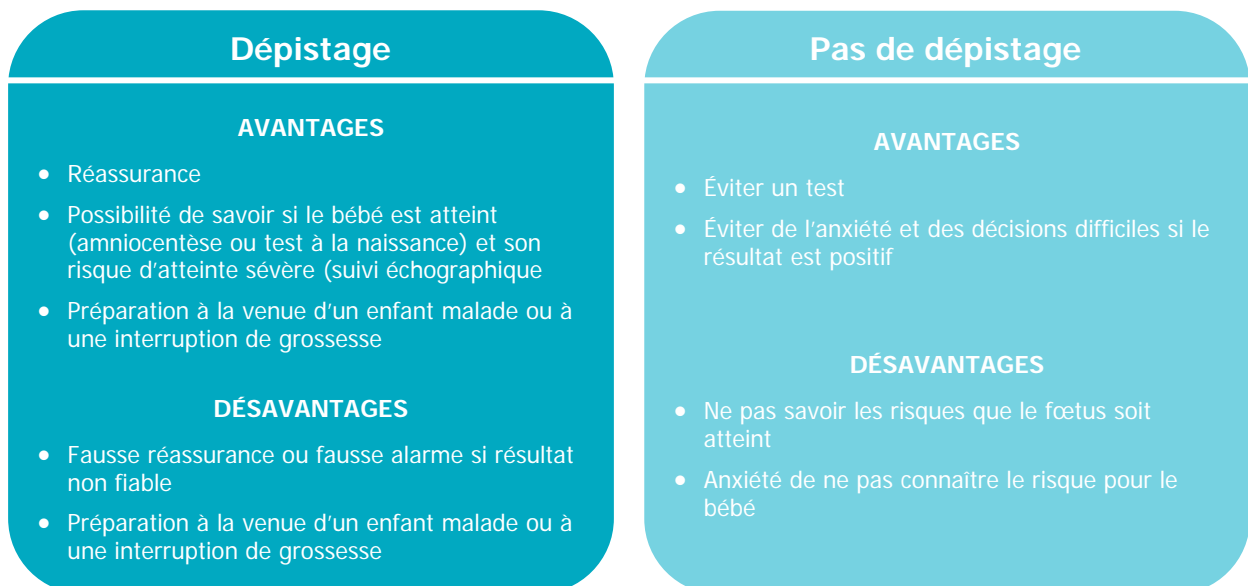 Dépistage
AVANTAGES
• Réassurance
• Possibilité de savoir si le bébé est atteint
(amniocentèse ou test à la naissance) et son
risque d'atteinte sévère (suivi échographique
• Préparation à la venue d'un enfant malade ou à
une interruption de grossesse
DÉSAVANTAGES
• Fausse réassurance ou fausse alarme si résultat
non fiable
• Préparation à la venue d'un enfant malade ou à
une interruption de grossesse
Pas de dépistage
AVANTAGES
• Éviter un test
• Éviter de l'anxiété et des décisions difficiles si le
résultat est positif
DÉSAVANTAGES
• Ne pas savoir les risques que le fœtus soit
atteint
• Anxiété de ne pas connaître le risque pour le
bébé